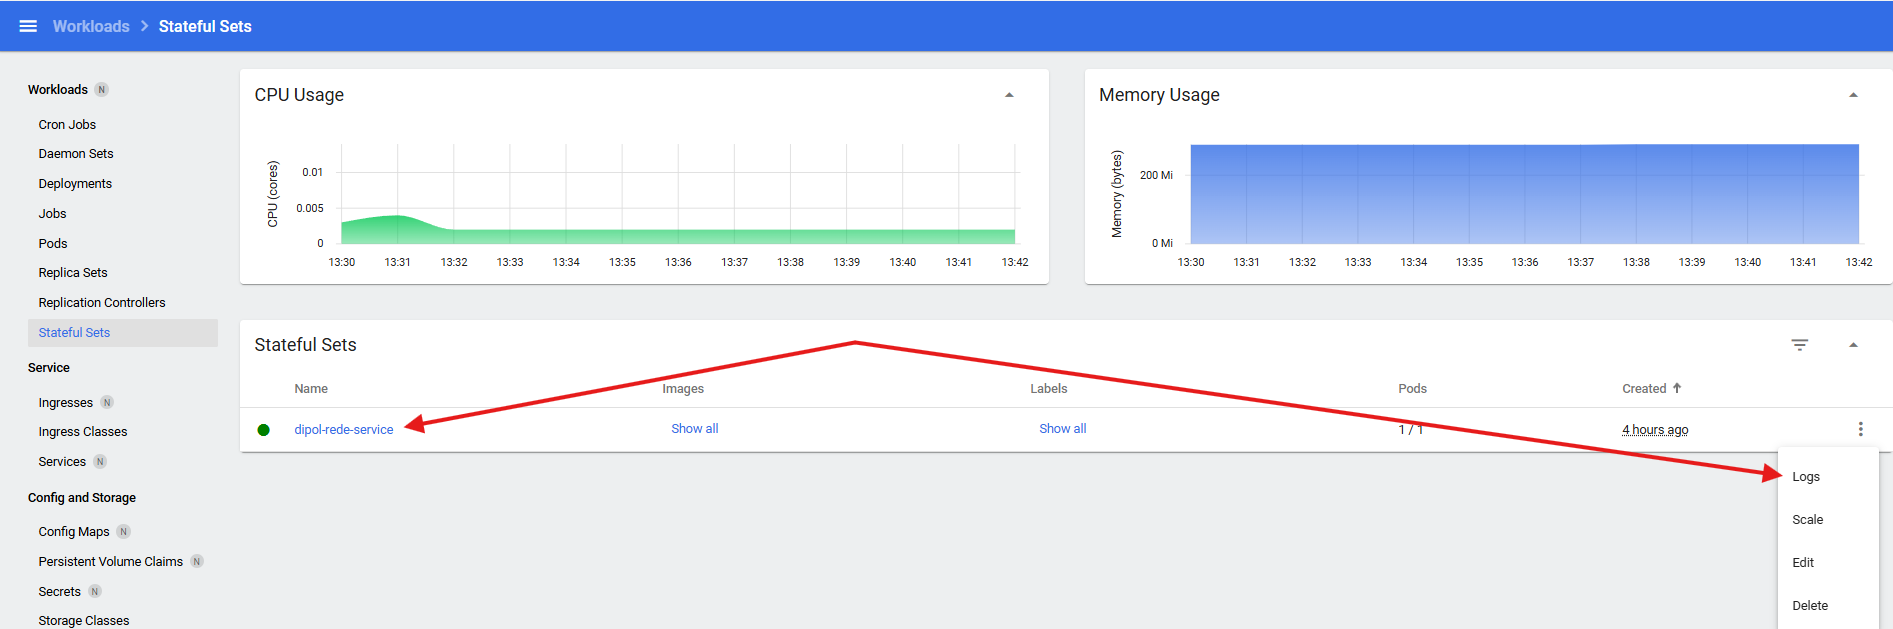 Workloads > Stateful Sets
Workloads N
Cron Jobs
Daemon Sets
Deployments
Jobs
Pods
Replica Sets
Replication Controllers
Stateful Sets
Service
Ingresses N
Ingress Classes
Services N
Config and Storage
Config Maps N
Persistent Volume Claims N
Secrets N
Storage Classes
CPU Usage
CPU (cores)
0.01
0.005
0
13:30 13:31 13:32 13:33 13:34 13:35 13:36 13:37 13:38 13:39 13:40 13:41 13:42
Memory Usage
Memory (bytes)
200 Mi
0 Mi
13:30 13:31 13:32 13:33 13:34 13:35 13:36 13:37 13:38 13:39 13:40 13:41 13:42
Stateful Sets
Name Images Labels Pods Created ↑
dipol-rede-service Show all Show all 1 / 1 4 hours ago
Logs
Scale
Edit
Delete